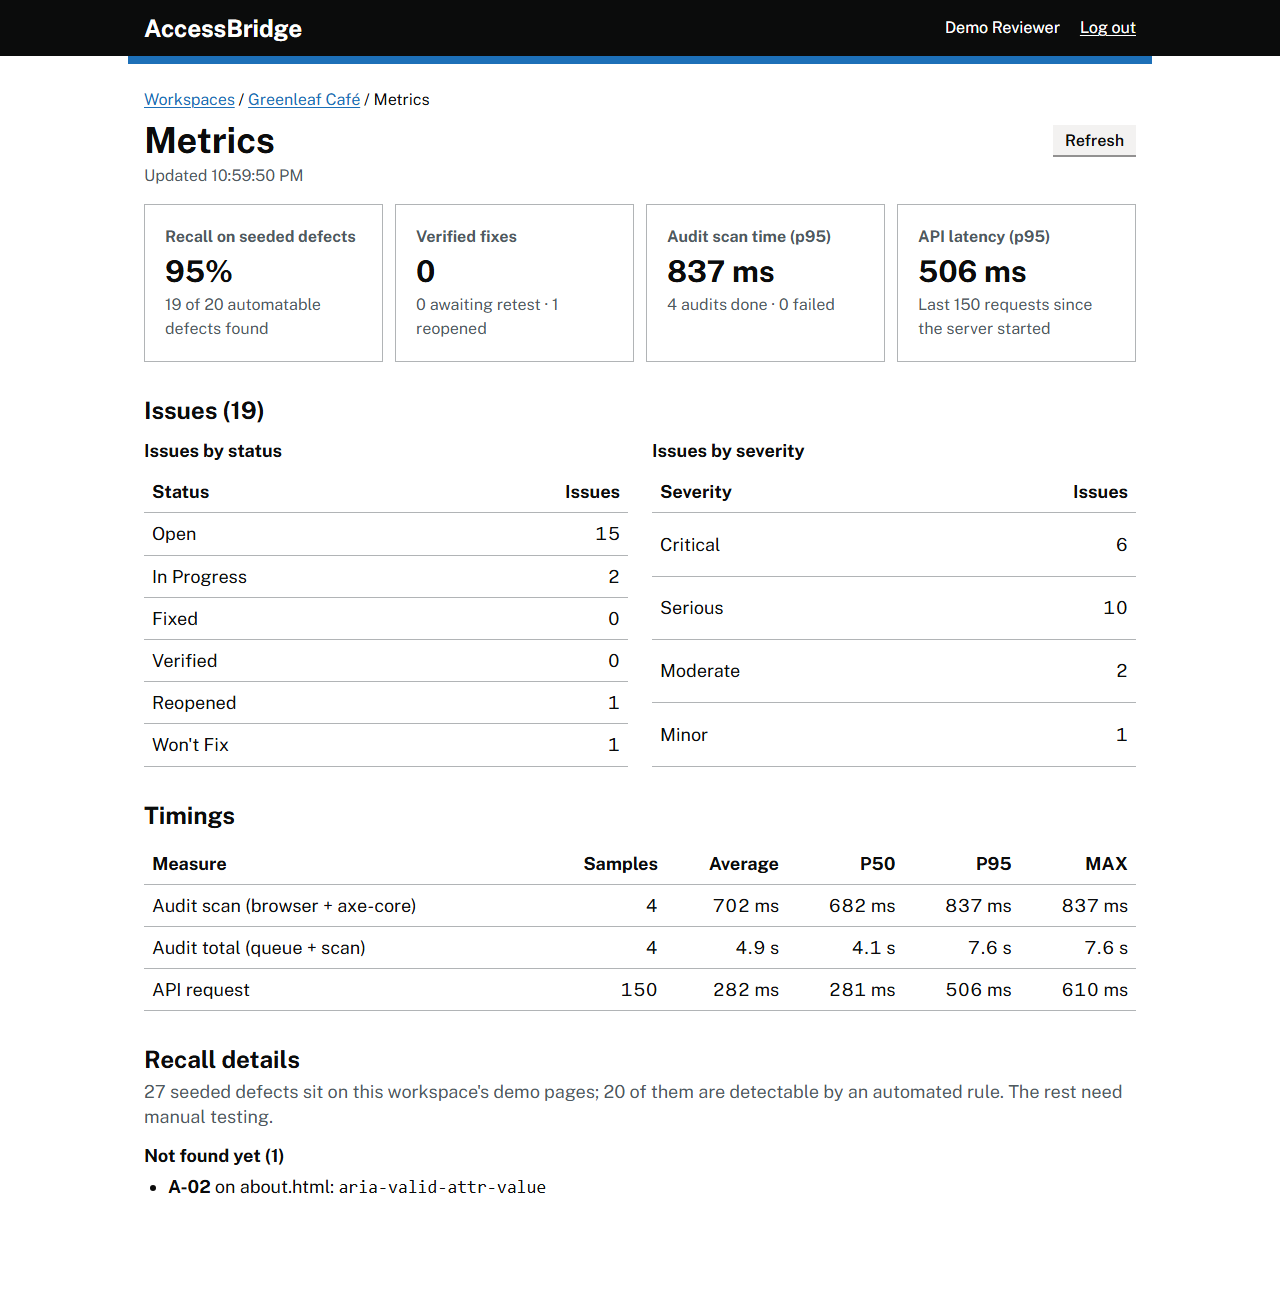 AccessBridge
Demo Reviewer Log out
Workspaces / Greenleaf Café / Metrics
Metrics
Refresh
Updated 10:59:50 PM
Recall on seeded defects
95%
19 of 20 automatable
defects found
Verified fixes
0
0 awaiting retest · 1
reopened
Audit scan time (p95)
837 ms
4 audits done · 0 failed
API latency (p95)
506 ms
Last 150 requests since
the server started
Issues (19)
Issues by status
Status Issues
Open 15
In Progress 2
Fixed 0
Verified 0
Reopened 1
Won't Fix 1
Issues by severity
Severity Issues
Critical 6
Serious 10
Moderate 2
Minor 1
Timings
Measure Samples Average P50 P95 MAX
Audit scan (browser + axe-core) 4 702 ms 682 ms 837 ms 837 ms
Audit total (queue + scan) 4 4.9 s 4.1 s 7.6 s 7.6 s
API request 150 282 ms 281 ms 506 ms 610 ms
Recall details
27 seeded defects sit on this workspace's demo pages; 20 of them are detectable by an automated rule. The rest need
manual testing.
Not found yet (1)
• A-02 on about.html: aria-valid-attr-value